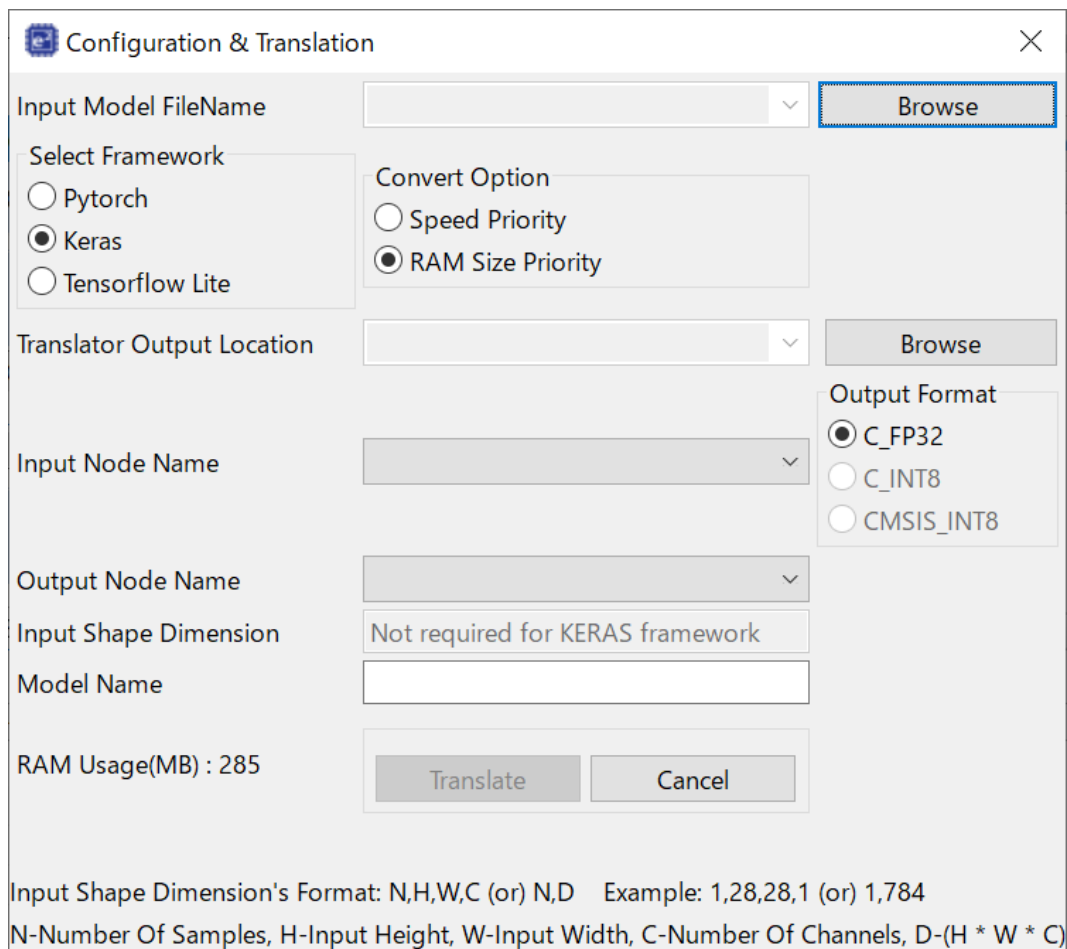 e²
Configuration & Translation
Input Model FileName
Browse
Select Framework
Pytorch
Keras
Tensorflow Lite
Convert Option
Speed Priority
RAM Size Priority
Translator Output Location
Browse
Output Format
C_FP32
C_INT8
CMSIS_INT8
Input Node Name
Output Node Name
Input Shape Dimension
Not required for KERAS framework
Model Name
RAM Usage(MB) : 285
Translate
Cancel
Input Shape Dimension's Format: N,H,W,C (or) N,D Example: 1,28,28,1 (or) 1,784
N-Number Of Samples, H-Input Height, W-Input Width, C-Number Of Channels, D-(H * W * C)